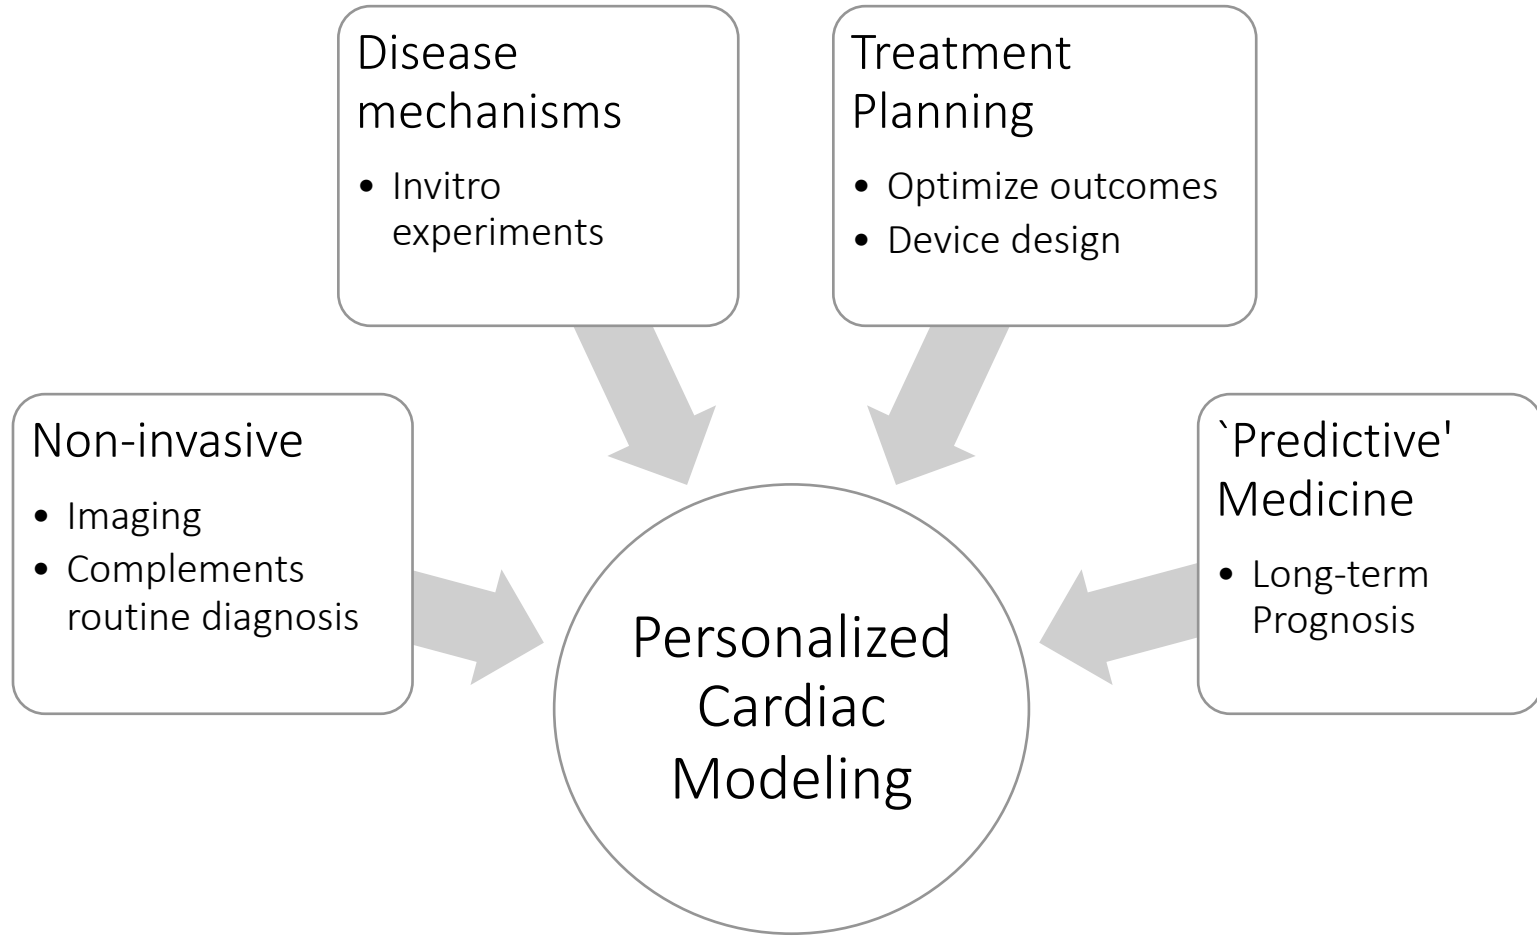 Disease
mechanisms
• Invitro
experiments
Treatment
Planning
• Optimize outcomes
• Device design
Non-invasive
• Imaging
• Complements
routine diagnosis
`Predictive'
Medicine
• Long-term
Prognosis
Personalized
Cardiac
Modeling